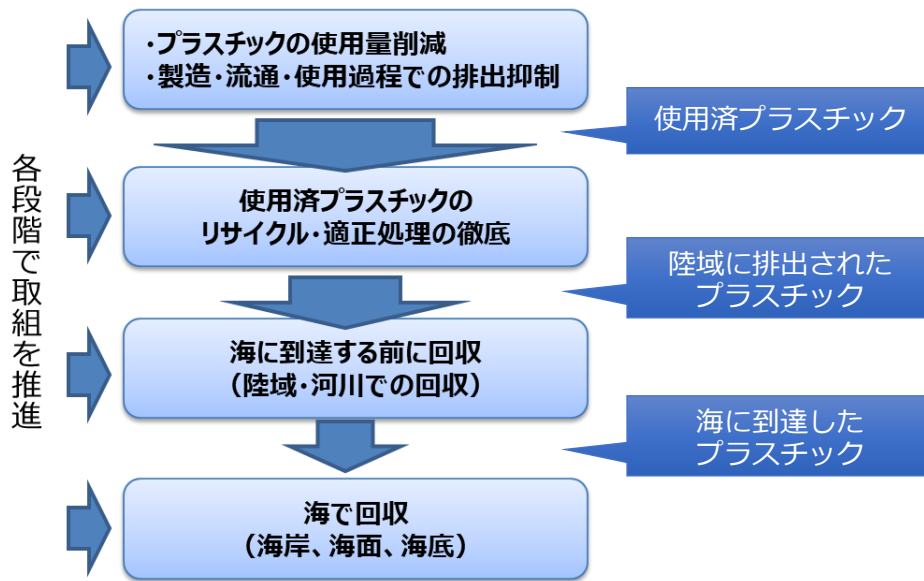 ・プラスチックの使用量削減
・製造・流通・使用過程での排出抑制
使用済プラスチック
各段階で取組を推進
使用済プラスチックの
リサイクル・適正処理の徹底
陸域に排出された
プラスチック
海に到達する前に回収
（陸域・河川での回収）
海に到達した
プラスチック
海で回収
（海岸、海面、海底）